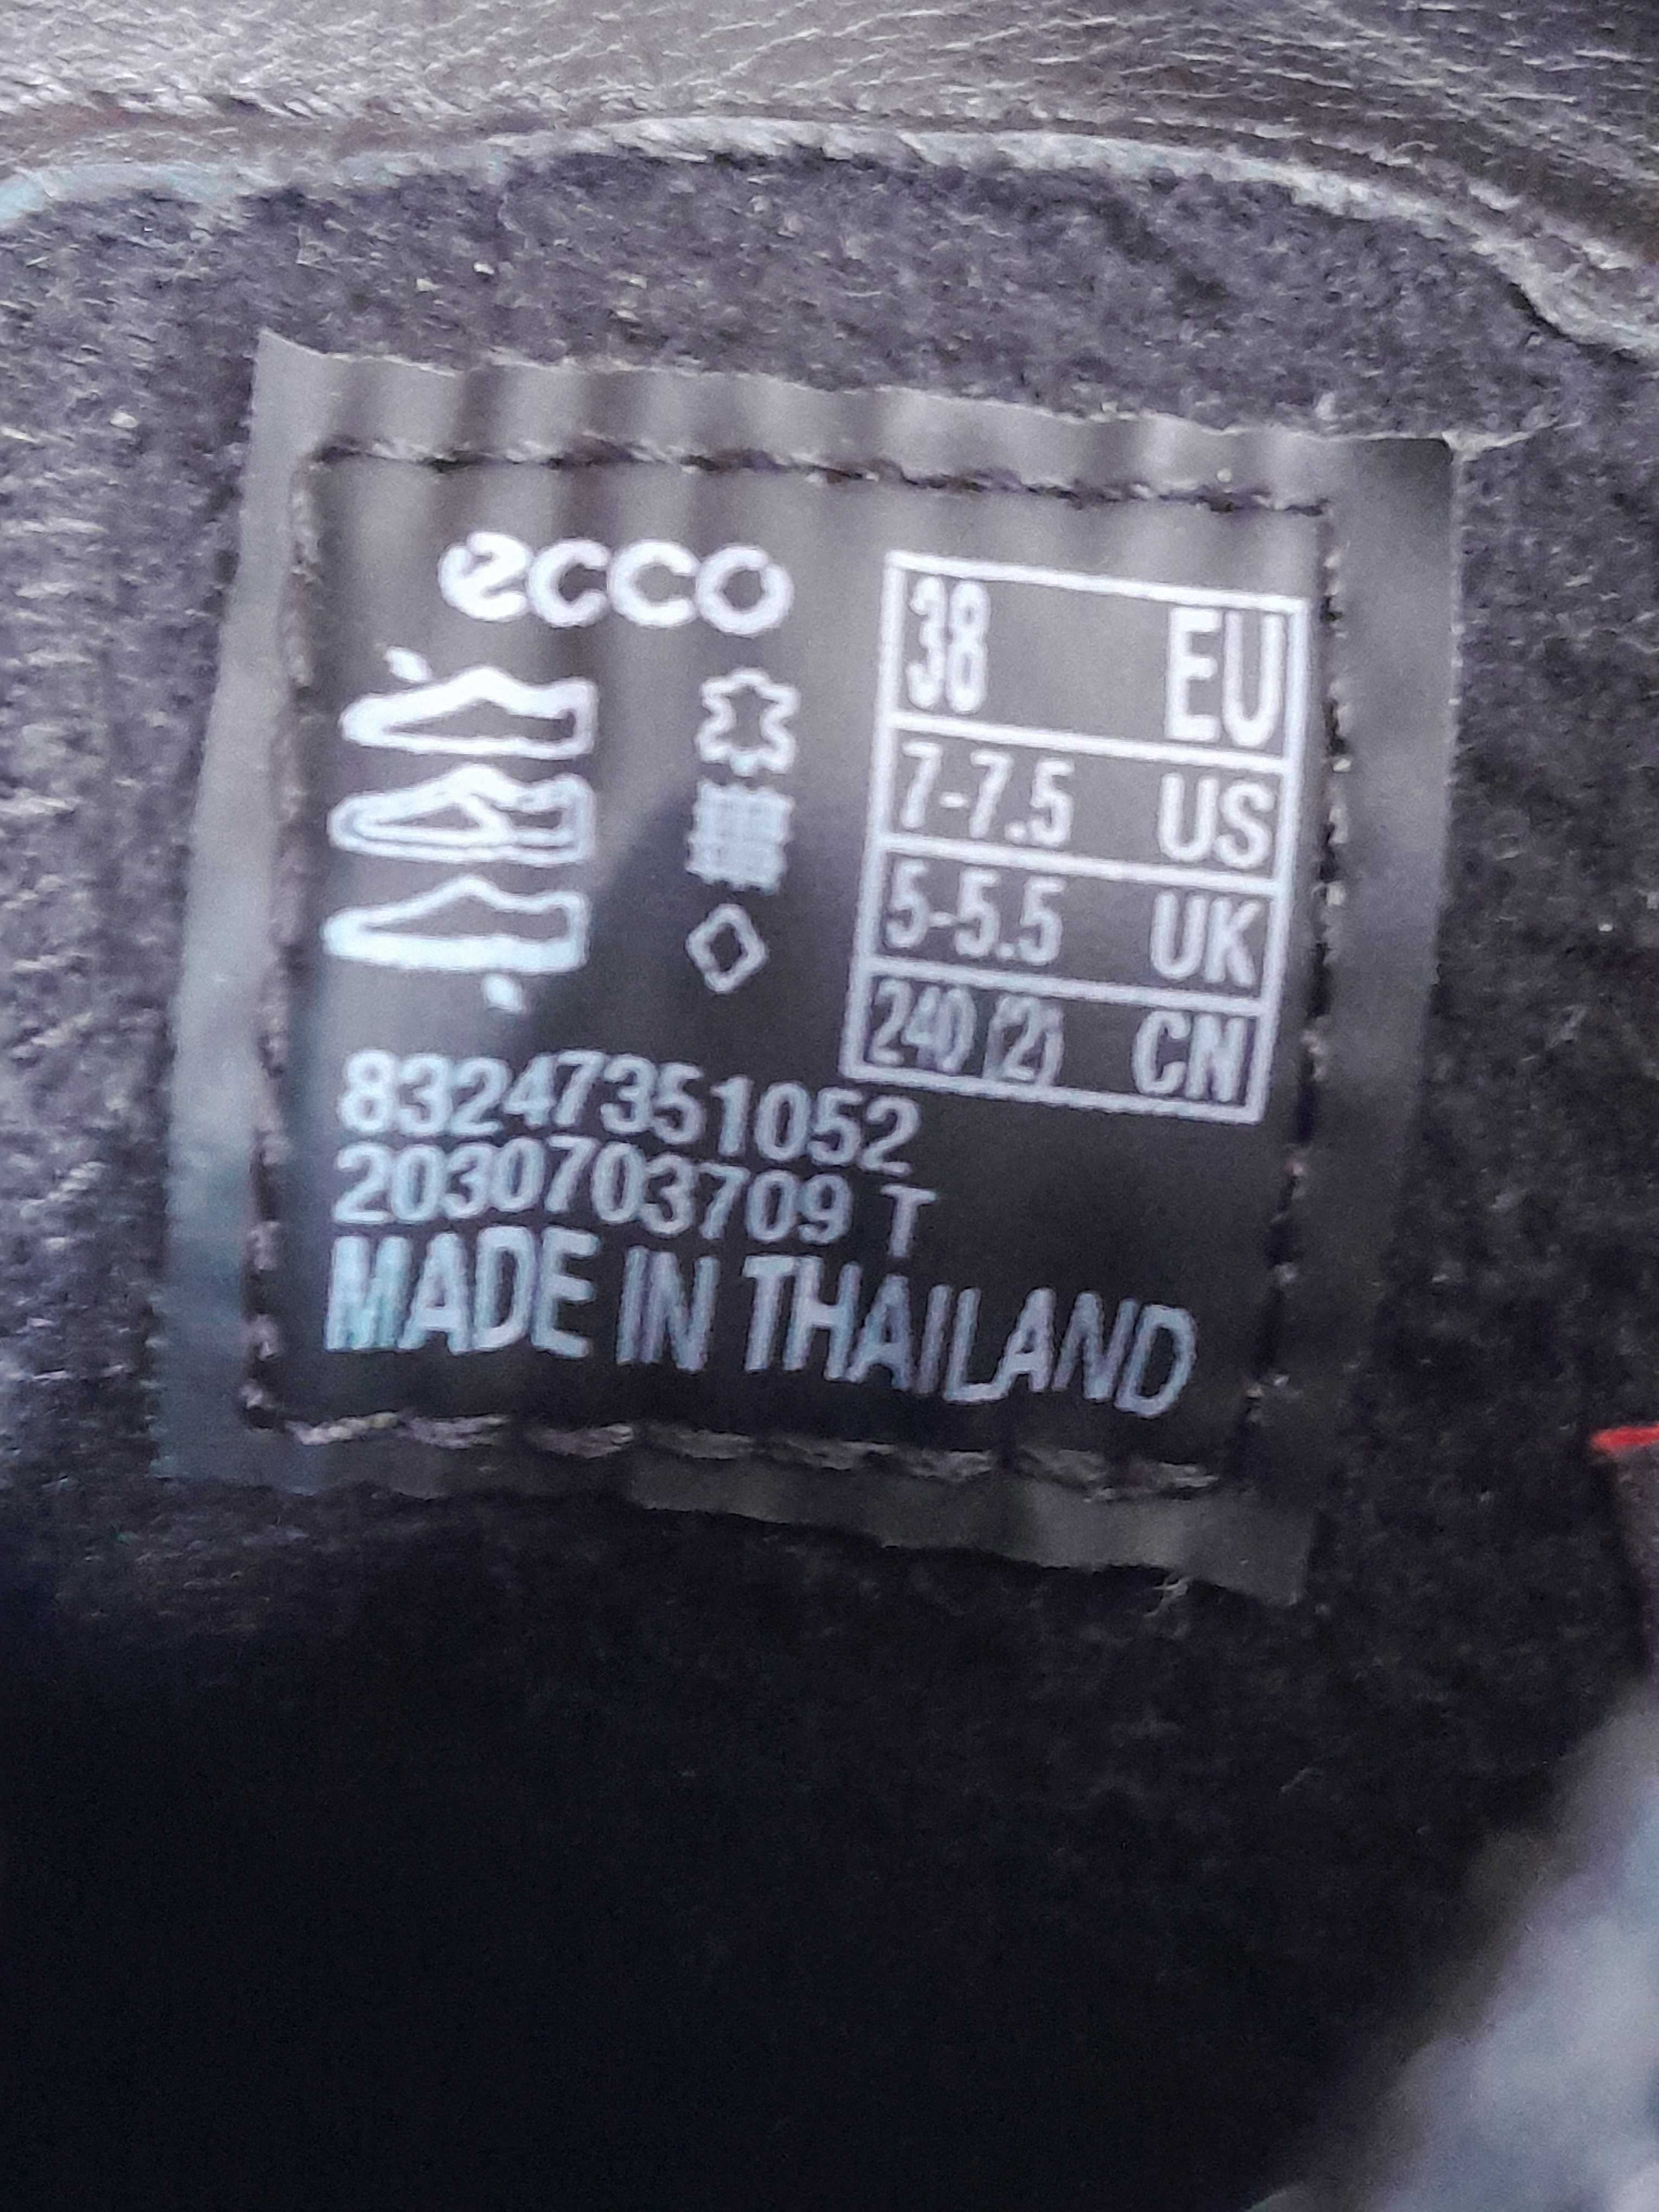 ecco
38 EU
7-7.5 US
5-5.5 UK
240 (2) CN
83247351052
2030703709 T
MADE IN THAILAND